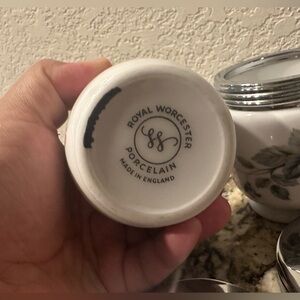 ROYAL WORCESTER
PORCELAIN
MADE IN ENGLAND